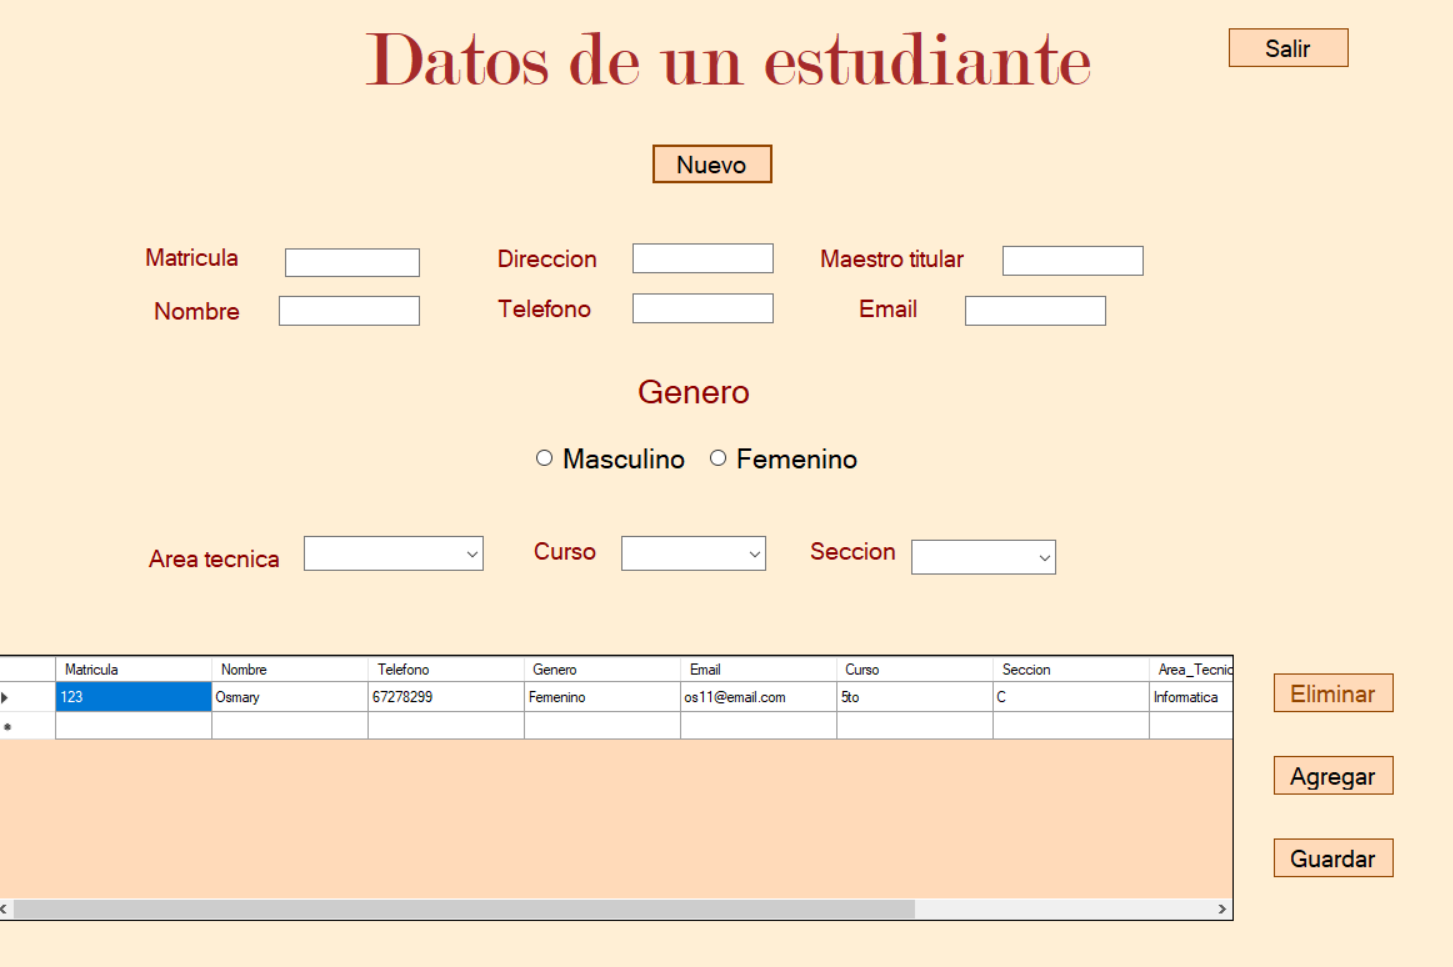 Datos de un estudiante
Salir
Nuevo
Matricula
Direccion
Maestro titular
Nombre
Telefono
Email
Genero
Masculino Femenino
Area tecnica
Curso
Seccion
Matricula Nombre Telefono Genero Email Curso Seccion Area_Tecnic
123 Osmary 67278299 Femenino os11@email.com 5to C Informatica
Eliminar
Agregar
Guardar